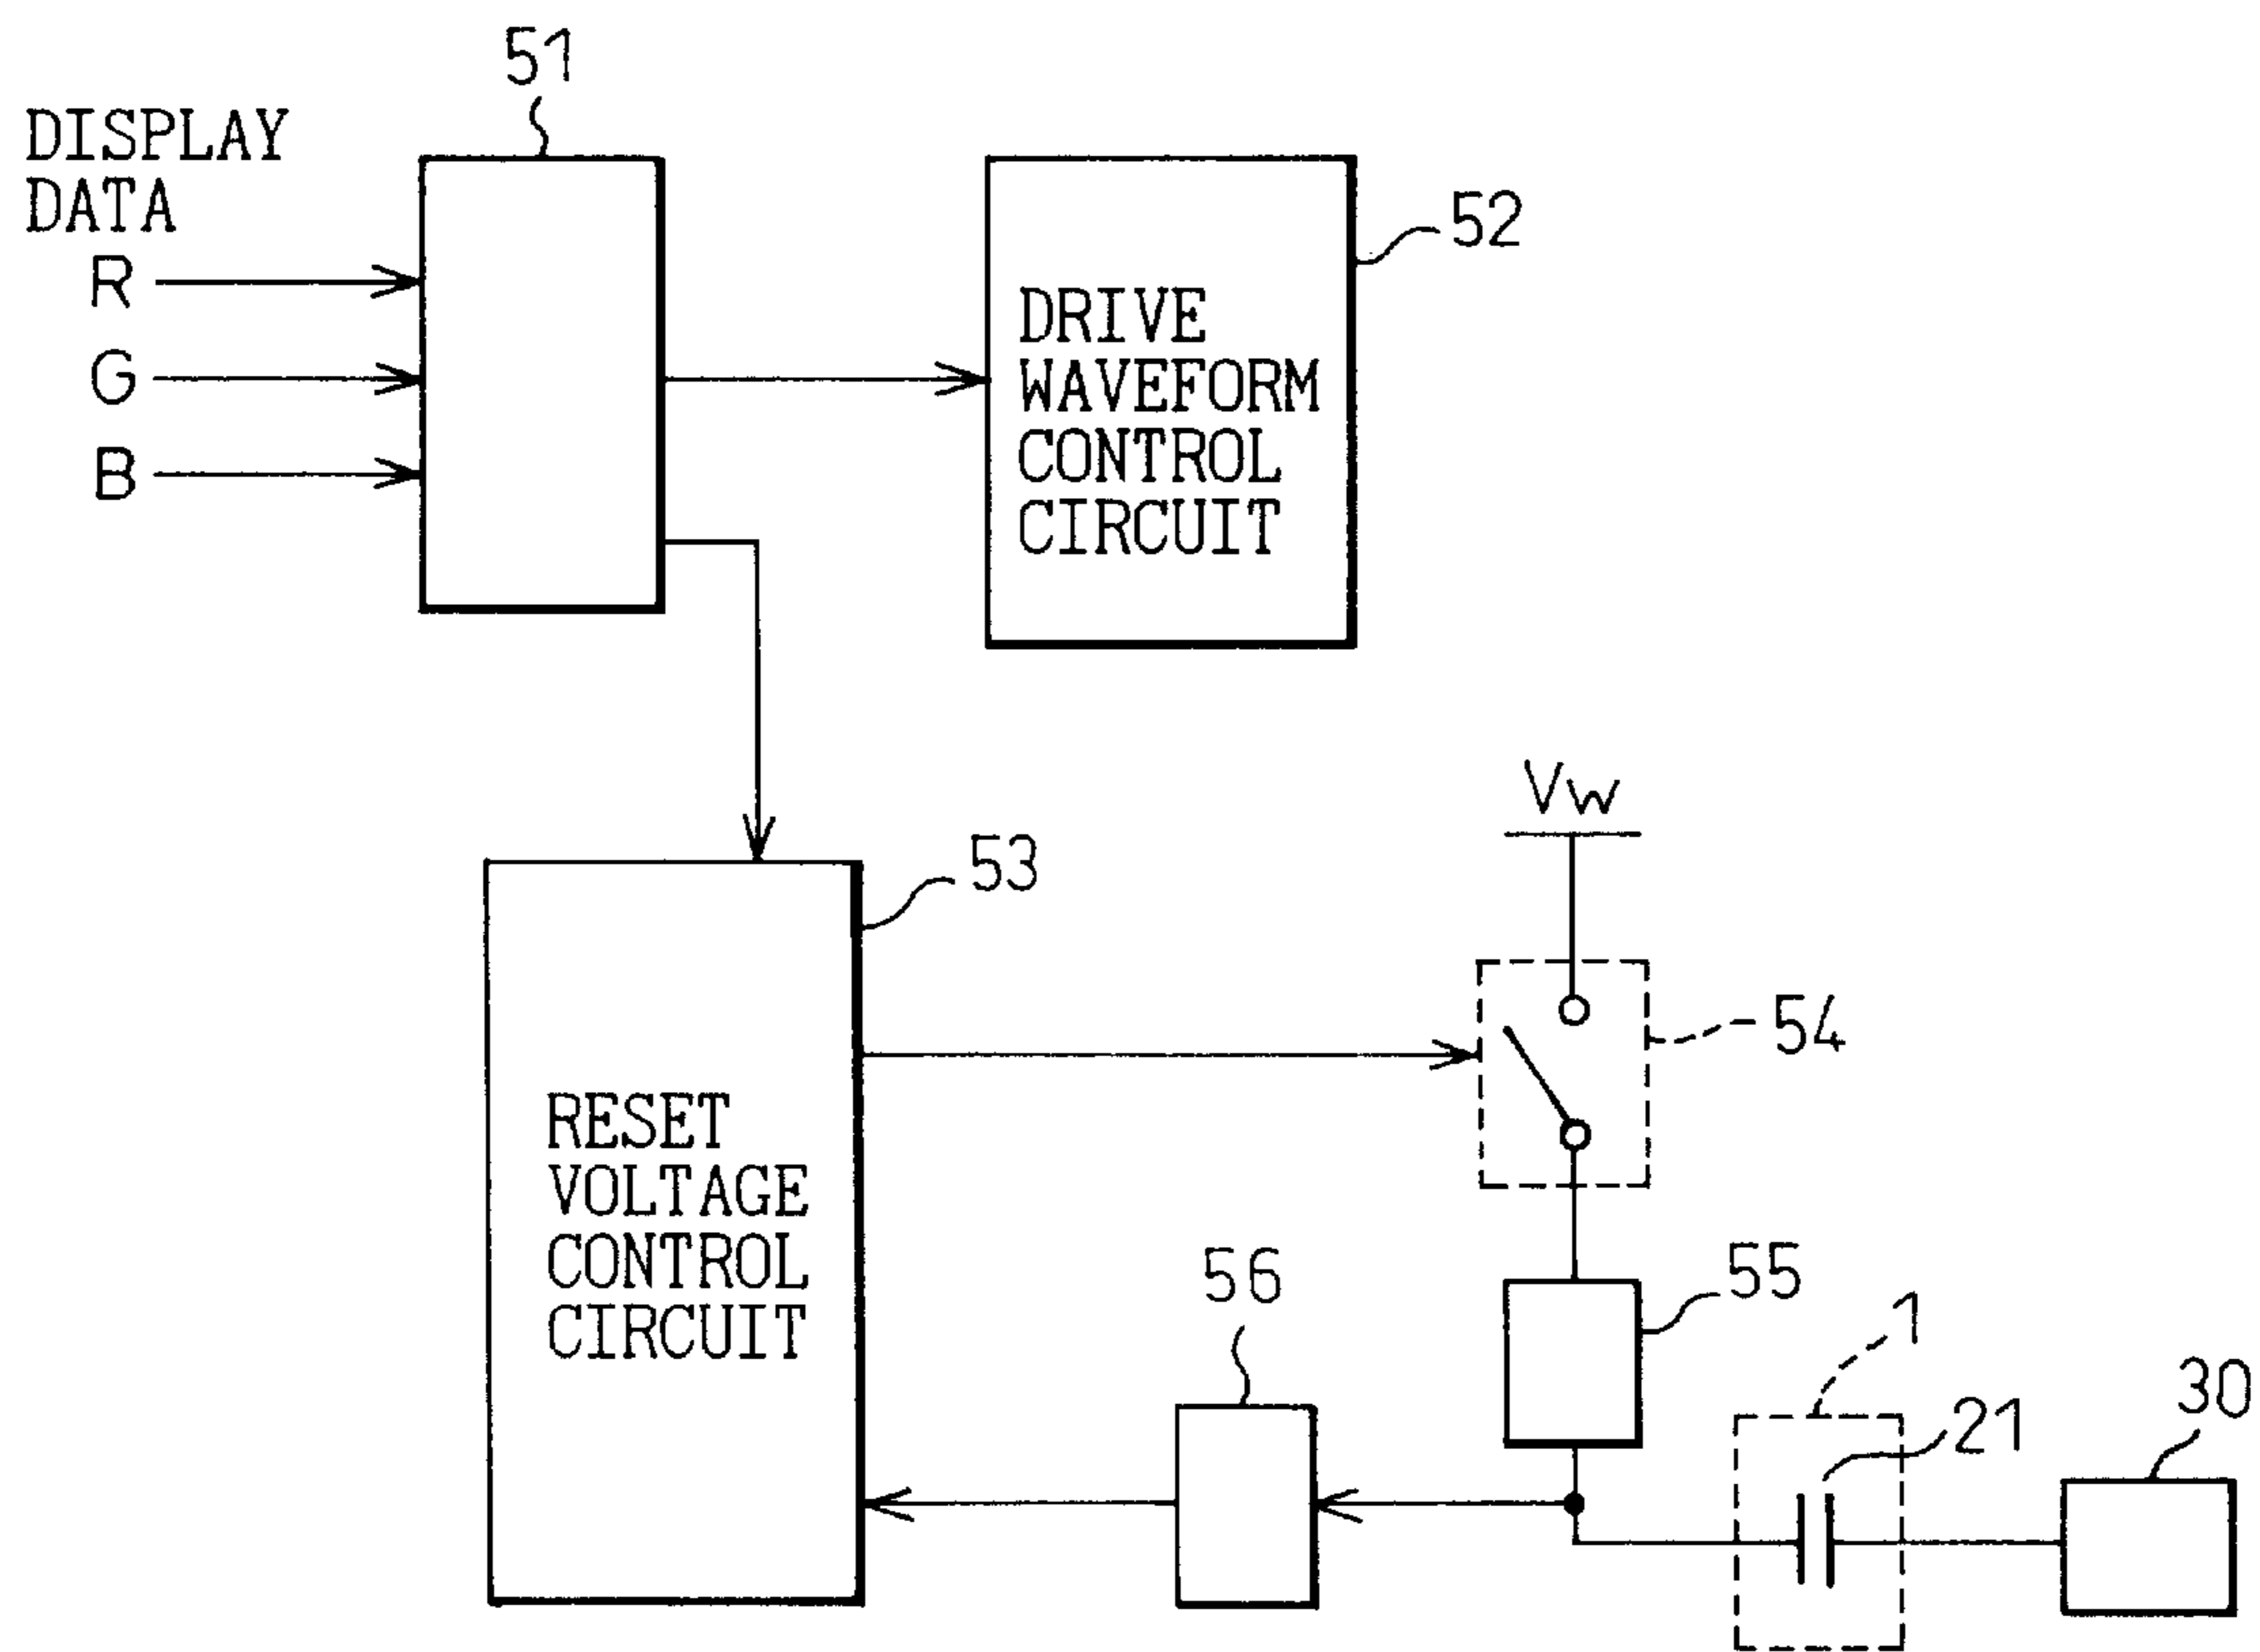 51
DISPLAY
DATA
R
G
B
52
DRIVE
WAVEFORM
CONTROL
CIRCUIT
Vw
53
54
RESET
VOLTAGE
CONTROL
CIRCUIT
55
56
1
21
30